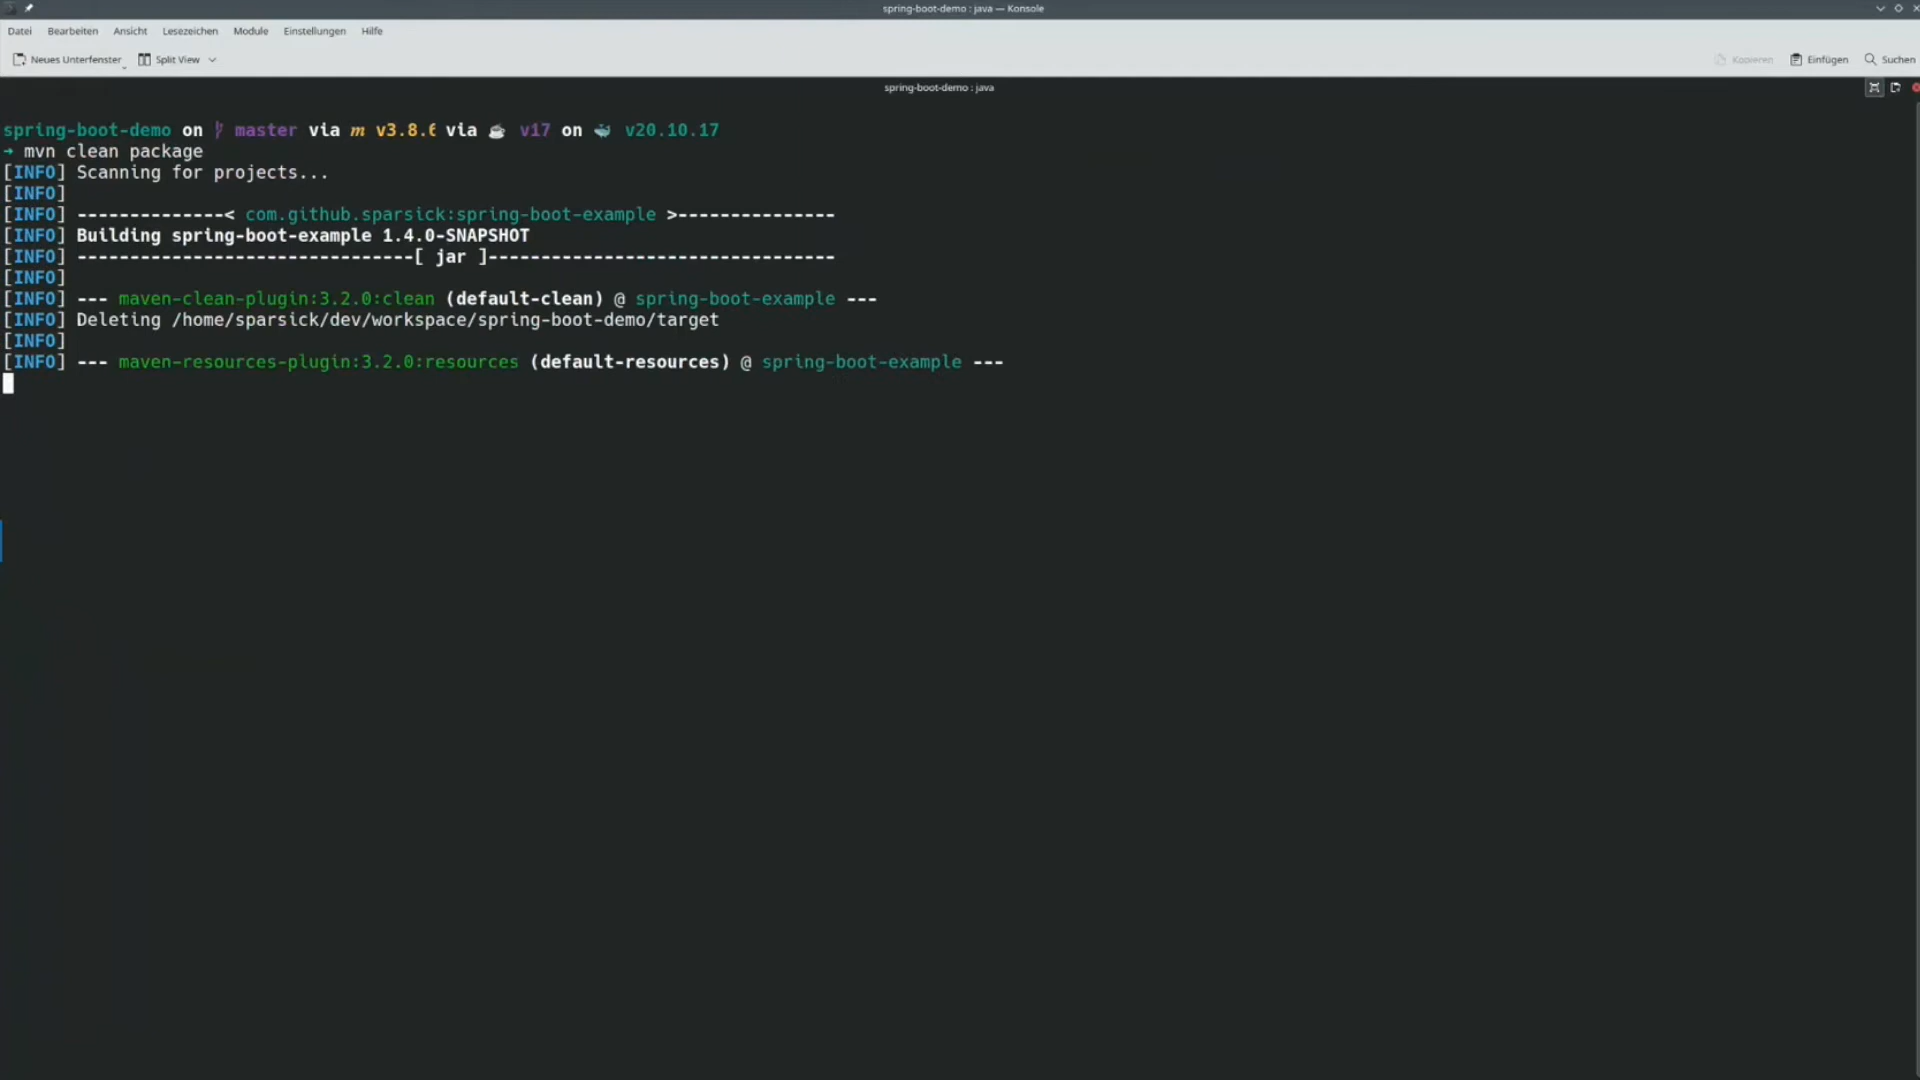 spring-boot-demo : java — Konsole
Datei Bearbeiten Ansicht Lesezeichen Module Einstellungen Hilfe
Neues Unterfenster Split View Kopieren Einfügen Suchen
spring-boot-demo : java
spring-boot-demo on master via m v3.8.6 via v17 on v20.10.17
➜ mvn clean package
[INFO] Scanning for projects...
[INFO]
[INFO] --------------< com.github.sparsick:spring-boot-example >---------------
[INFO] Building spring-boot-example 1.4.0-SNAPSHOT
[INFO] --------------------------------[ jar ]---------------------------------
[INFO]
[INFO] --- maven-clean-plugin:3.2.0:clean (default-clean) @ spring-boot-example ---
[INFO] Deleting /home/sparsick/dev/workspace/spring-boot-demo/target
[INFO]
[INFO] --- maven-resources-plugin:3.2.0:resources (default-resources) @ spring-boot-example ---